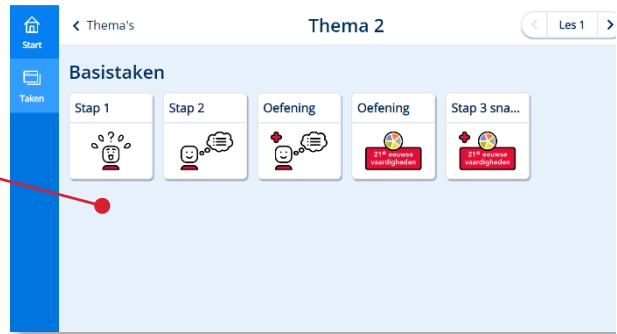 Start
Taken
Thema's
Thema 2
Les 1
Basistaken
Stap 1
Stap 2
Oefening
Oefening
Stap 3 sna...
?
21e eeuwse
vaardigheden
21e eeuwse
vaardigheden